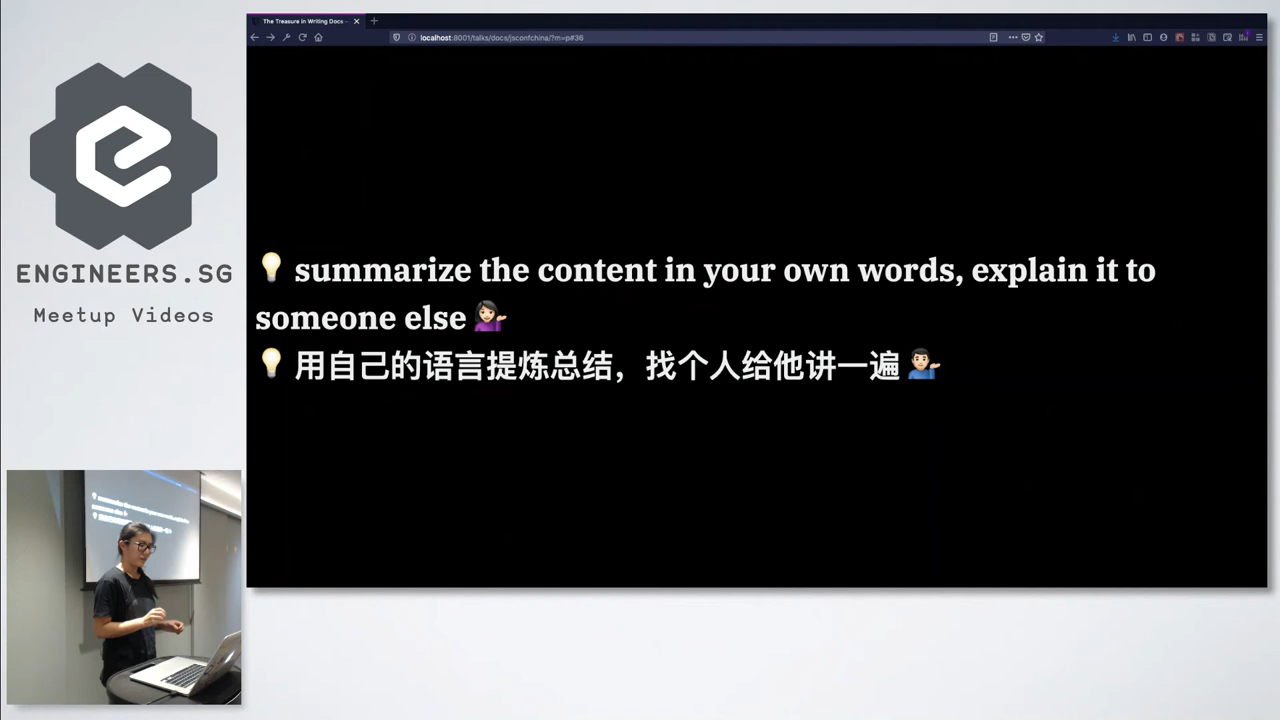 The Treasure in Writing Docs -
localhost:8001/talks/docs/jsconfchina/?m=p#36
ENGINEERS.SG
Meetup Videos
💡 summarize the content in your own words, explain it to
someone else 💁🏻‍♀️
💡 用自己的语言提炼总结，找个人给他讲一遍 💁🏻‍♂️